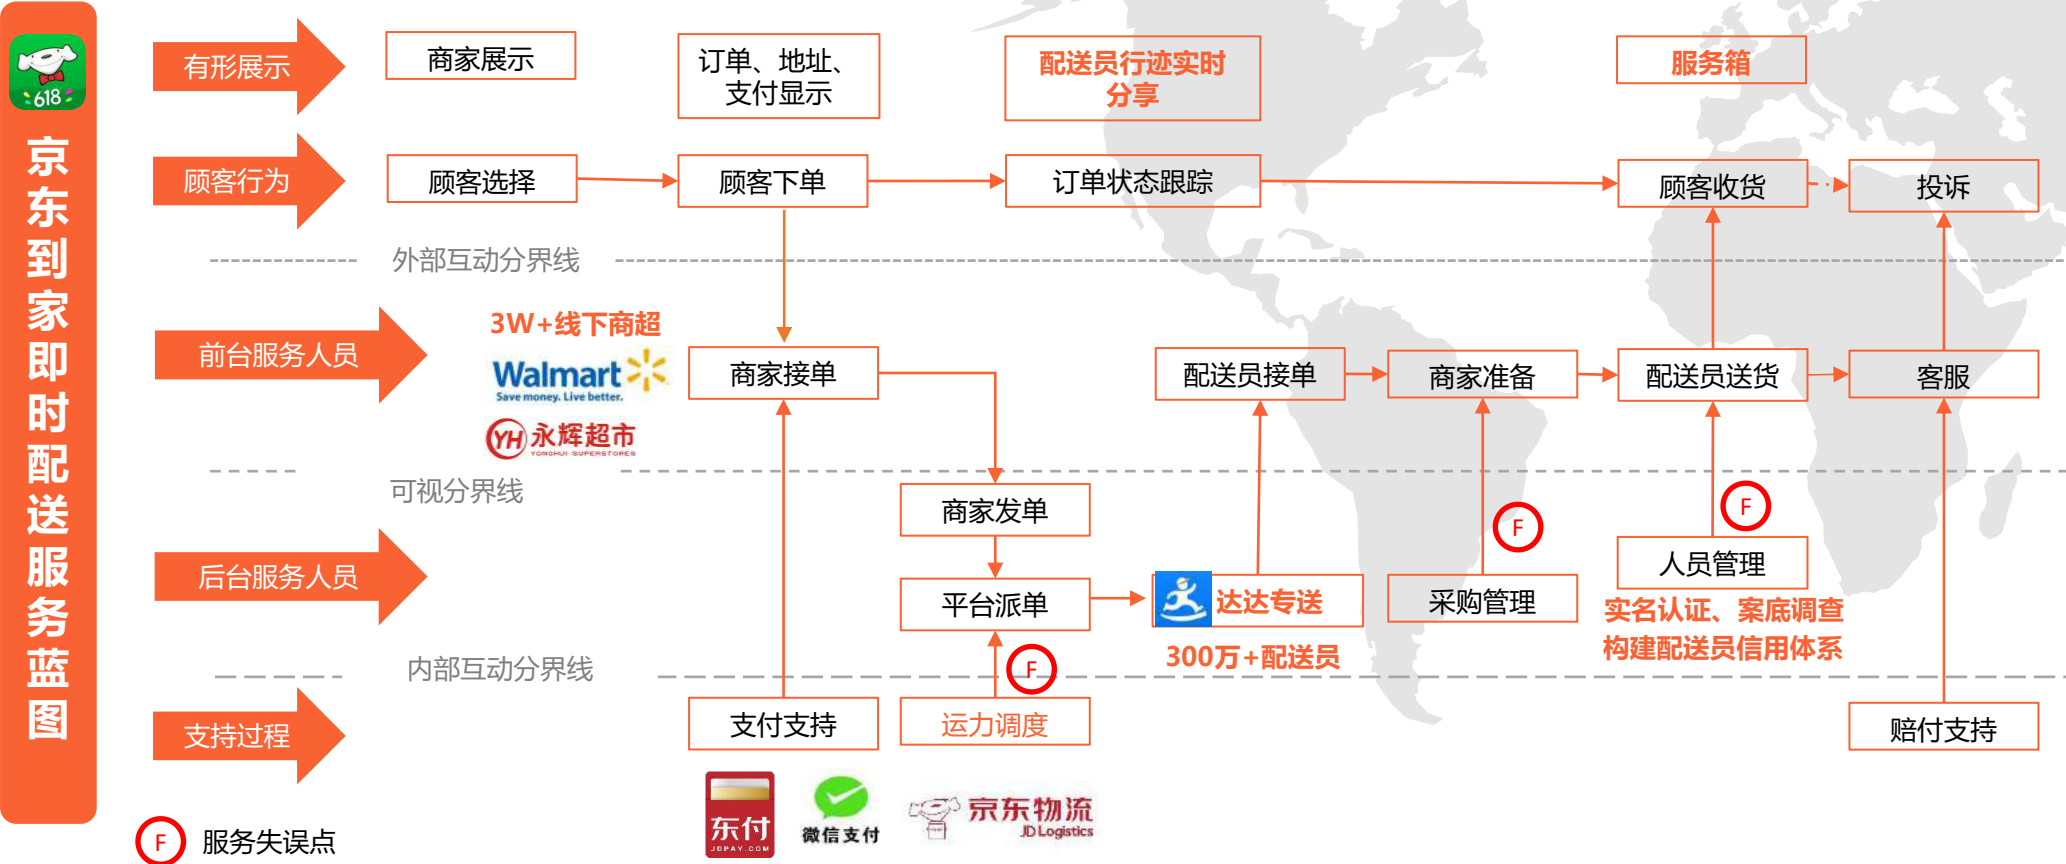 618
京东到家即时配送服务蓝图
有形展示
商家展示
订单、地址、
支付显示
配送员行迹实时
分享
服务箱
顾客行为
顾客选择
顾客下单
订单状态跟踪
顾客收货
投诉
外部互动分界线
前台服务人员
3W+线下商超
Walmart
Save money. Live better.
YH 永辉超市
YONGHUI SUPERSTORES
商家接单
配送员接单
商家准备
配送员送货
客服
可视分界线
商家发单
F
F
后台服务人员
平台派单
达达专送
300万+配送员
采购管理
人员管理
实名认证、案底调查
构建配送员信用体系
内部互动分界线
F
支持过程
支付支持
运力调度
赔付支持
东付
JDPAY.COM
微信支付
京东物流
JD Logistics
F 服务失误点